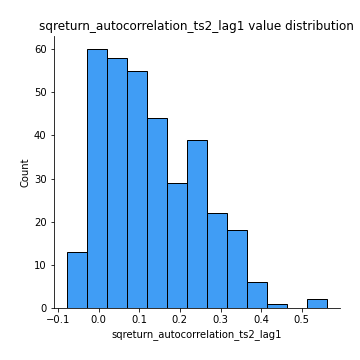 sqreturn_autocorrelation_ts2_lag1 value distribution
60
50
40
30
20
10
0
Count
−0.1 0.0 0.1 0.2 0.3 0.4 0.5
sqreturn_autocorrelation_ts2_lag1